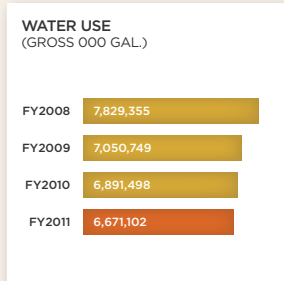 WATER USE
(GROSS 000 GAL.)
FY2008 7,829,355
FY2009 7,050,749
FY2010 6,891,498
FY2011 6,671,102